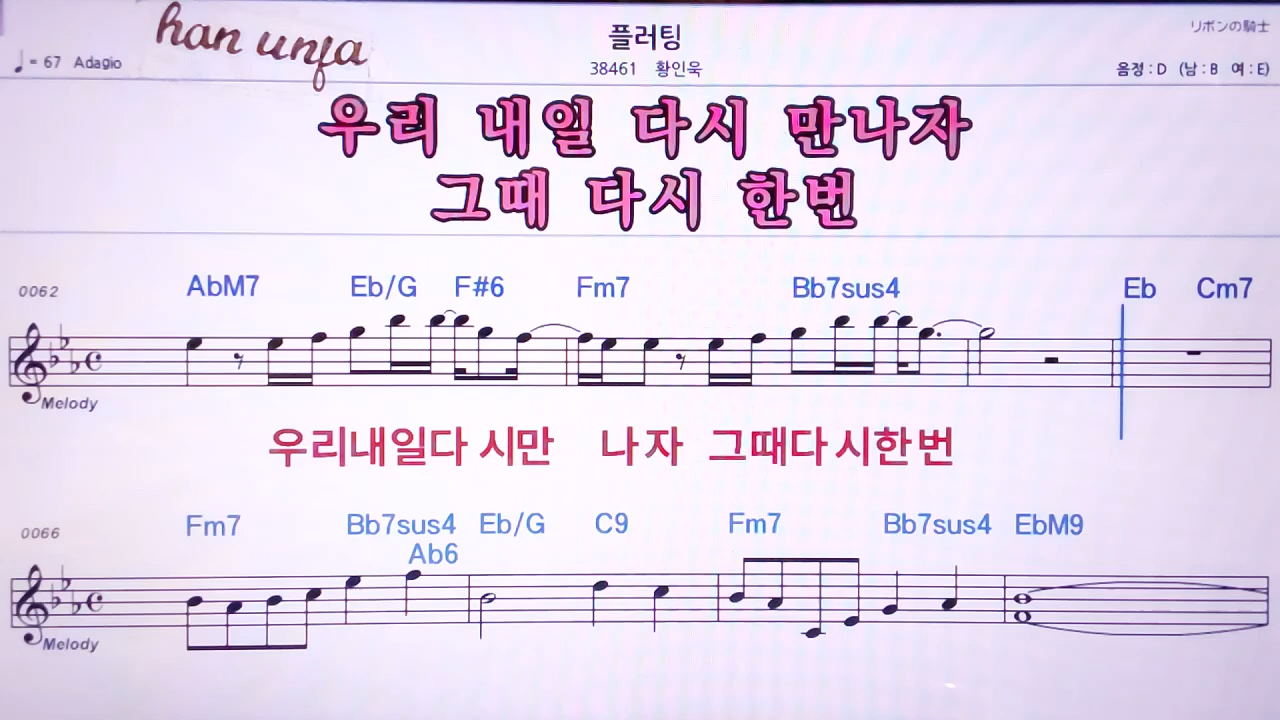 han unfa
플러팅
リボンの騎士
♩= 67 Adagio
38461 황인욱
음정 : D (남 : B 여 : E)
우리 내일 다시 만나자
그때 다시 한번
0062
AbM7 Eb/G F#6 Fm7 Bb7sus4 Eb Cm7
Melody
우리내일다 시만 나자 그때다시한번
0066
Fm7 Bb7sus4 Eb/G C9 Fm7 Bb7sus4 EbM9
Ab6
Melody